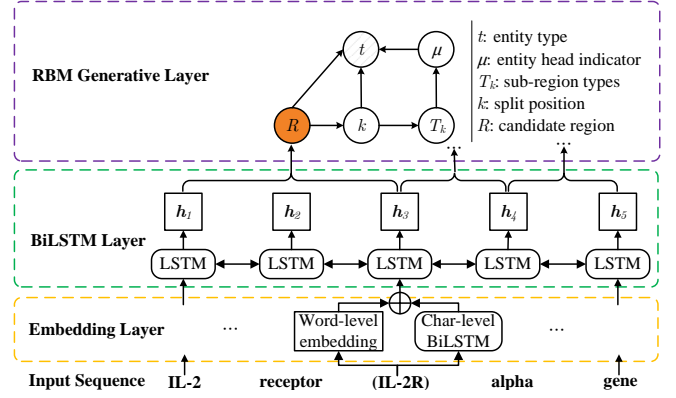 RBM Generative Layer
t
μ
R
k
T_k
...
...
t: entity type
μ: entity head indicator
T_k: sub-region types
k: split position
R: candidate region
BiLSTM Layer
h_1
h_2
h_3
h_4
h_5
LSTM
LSTM
LSTM
LSTM
LSTM
Embedding Layer
...
Word-level
embedding
Char-level
BiLSTM
...
Input Sequence IL-2 receptor (IL-2R) alpha gene